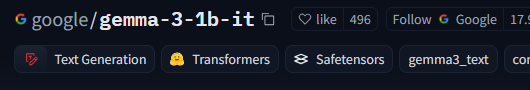 google/gemma-3-1b-it like 496 Follow Google 17.9
Text Generation Transformers Safetensors gemma3_text